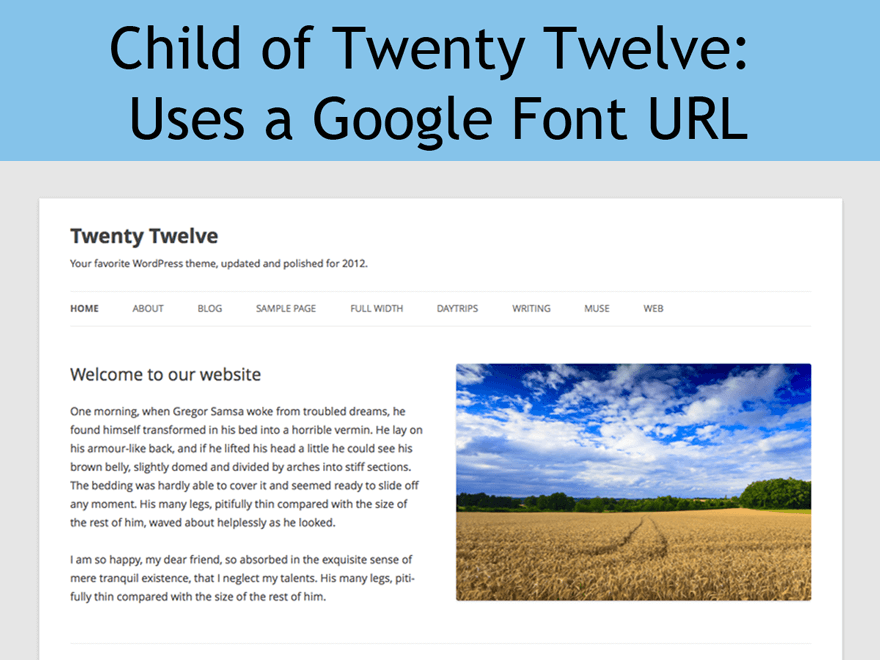 Child of Twenty Twelve:
Uses a Google Font URL
Twenty Twelve
Your favorite WordPress theme, updated and polished for 2012.
HOME ABOUT BLOG SAMPLE PAGE FULL WIDTH DAYTRIPS WRITING MUSE WEB
Welcome to our website
One morning, when Gregor Samsa woke from troubled dreams, he
found himself transformed in his bed into a horrible vermin. He lay on
his armour-like back, and if he lifted his head a little he could see his
brown belly, slightly domed and divided by arches into stiff sections.
The bedding was hardly able to cover it and seemed ready to slide off
any moment. His many legs, pitifully thin compared with the size of
the rest of him, waved about helplessly as he looked.
I am so happy, my dear friend, so absorbed in the exquisite sense of
mere tranquil existence, that I neglect my talents. His many legs, piti-
fully thin compared with the size of the rest of him.